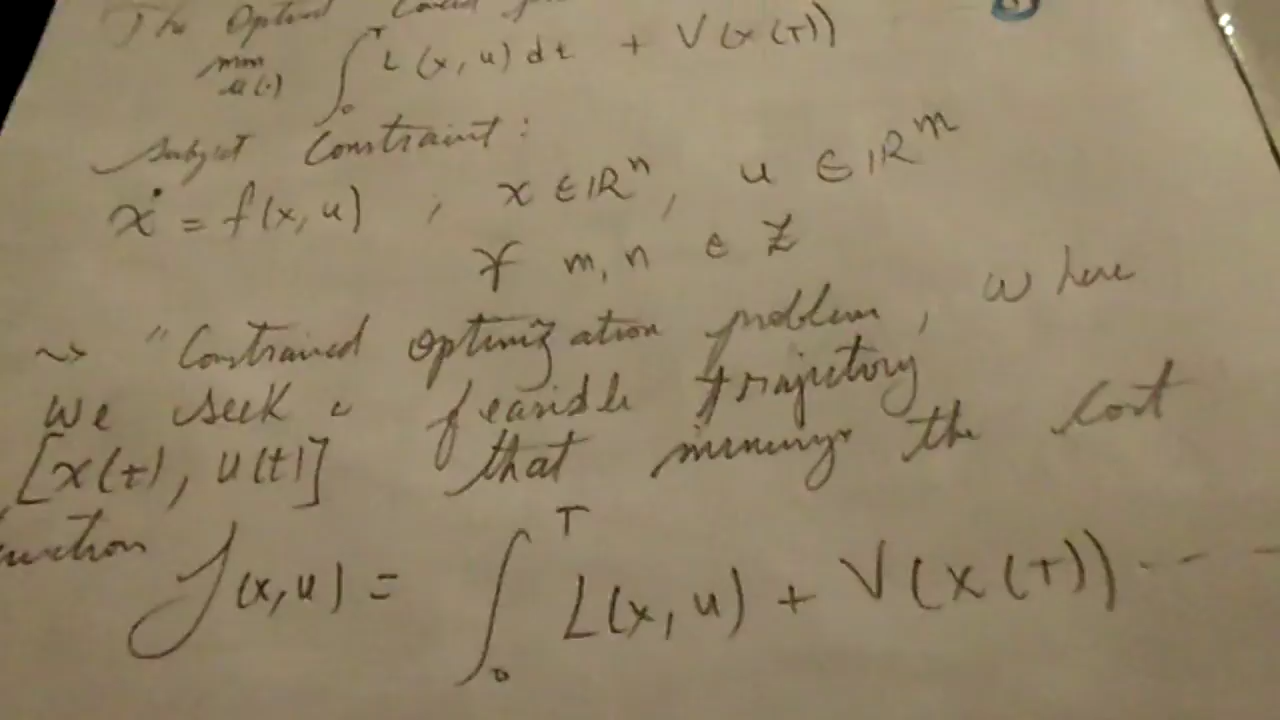 The Optimal Control
min ∫₀ᵀ L(x, u) dt + V(x(T))
u(·)
subject Constraint:
ẋ = f(x, u) ; x ∈ ℝⁿ, u ∈ ℝᵐ
∀ m, n ∈ ℤ
~> "Constrained optimization problem, where
we seek a feasible trajectory
[x(t), u(t)] that minimize the cost
function J(x, u) = ∫₀ᵀ L(x, u) + V(x(T)) - - -